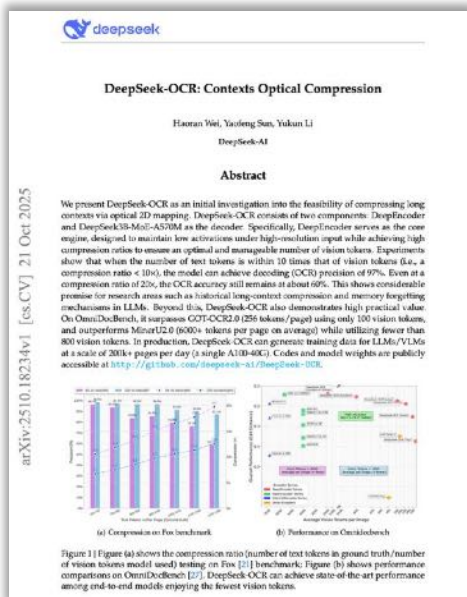 deepseek
DeepSeek-OCR: Contexts Optical Compression
Haoran Wei, Yaofeng Sun, Yukun Li
DeepSeek-AI
Abstract
We present DeepSeek-OCR as an initial investigation into the feasibility of compressing long
contexts via optical 2D mapping. DeepSeek-OCR consists of two components: DeepEncoder
and DeepSeek3B-MoE-A570M as the decoder. Specifically, DeepEncoder serves as the core
engine, designed to maintain low activations under high-resolution input while achieving high
compression ratios to ensure an optimal and manageable number of vision tokens. Experiments
show that when the number of text tokens is within 10 times that of vision tokens (i.e., a
compression ratio < 10×), the model can achieve decoding (OCR) precision of 97%. Even at a
compression ratio of 20×, the OCR accuracy still remains at about 60%. This shows considerable
promise for research areas such as historical long-context compression and memory forgetting
mechanisms in LLMs. Beyond this, DeepSeek-OCR also demonstrates high practical value.
On OmniDocBench, it surpasses GOT-OCR2.0 (256 tokens/page) using only 100 vision tokens,
and outperforms MinerU2.0 (6000+ tokens per page on average) while utilizing fewer than
800 vision tokens. In production, DeepSeek-OCR can generate training data for LLMs/VLMs
at a scale of 200k+ pages per day (a single A100-40G). Codes and model weights are publicly
accessible at http://github.com/deepseek-ai/DeepSeek-OCR.
arXiv:2510.18234v1 [cs.CV] 21 Oct 2025
(a) Compression on Fox benchmark
(b) Performance on Omnidocbench
Figure 1 | Figure (a) shows the compression ratio (number of text tokens in ground truth/number
of vision tokens model used) testing on Fox [21] benchmark; Figure (b) shows performance
comparisons on OmniDocBench [27]. DeepSeek-OCR can achieve state-of-the-art performance
among end-to-end models enjoying the fewest vision tokens.